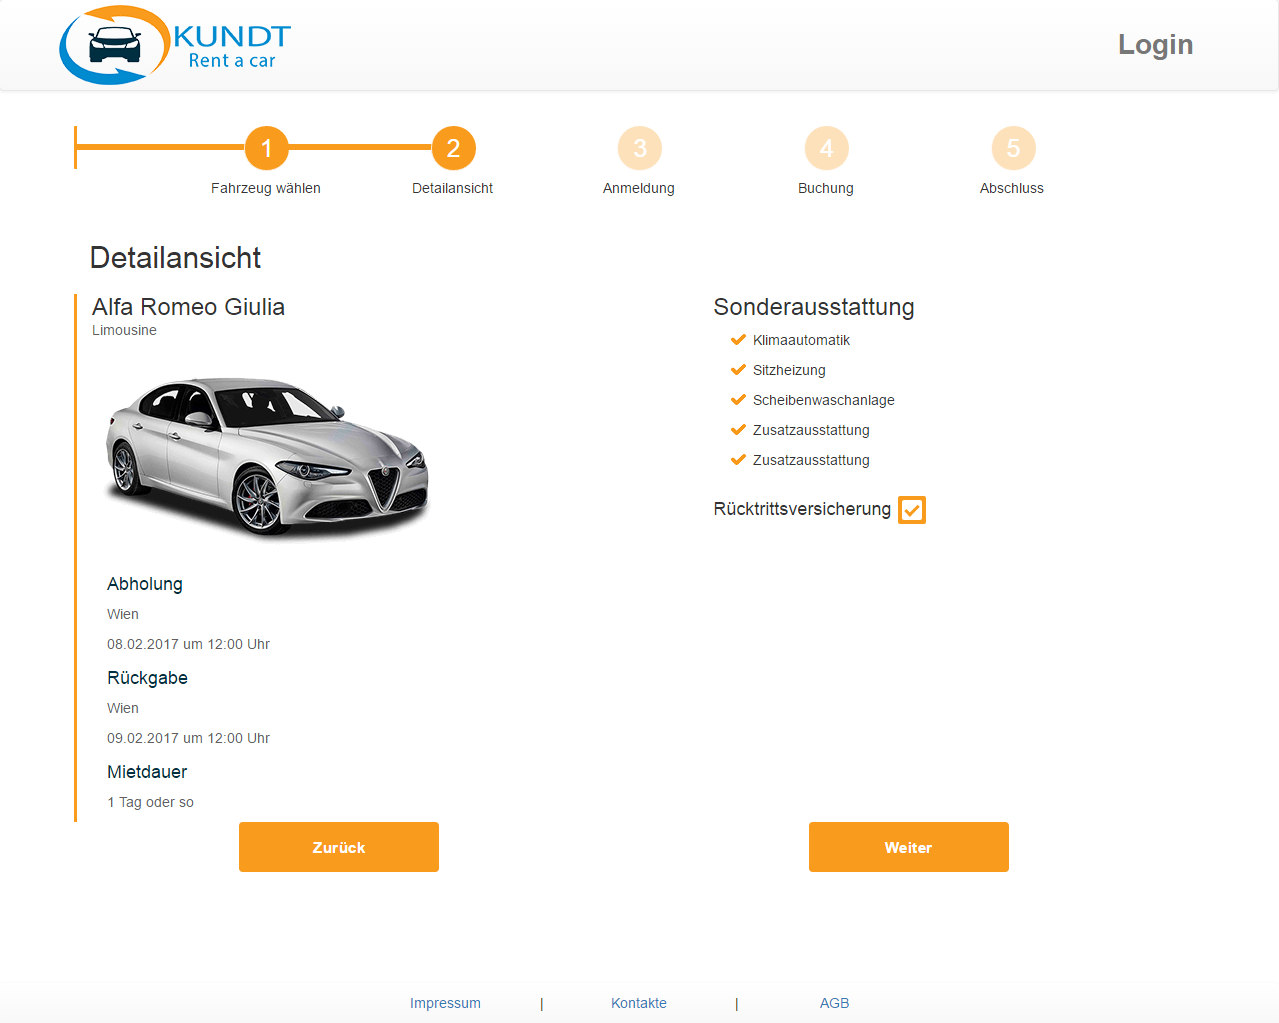 KUNDT
Rent a car
Login
1
2
3
4
5
Fahrzeug wählen
Detailansicht
Anmeldung
Buchung
Abschluss
Detailansicht
Alfa Romeo Giulia
Limousine
Sonderausstattung
Klimaautomatik
Sitzheizung
Scheibenwaschanlage
Zusatzausstattung
Zusatzausstattung
Rücktrittsversicherung
Abholung
Wien
08.02.2017 um 12:00 Uhr
Rückgabe
Wien
09.02.2017 um 12:00 Uhr
Mietdauer
1 Tag oder so
Zurück
Weiter
Impressum | Kontakte | AGB